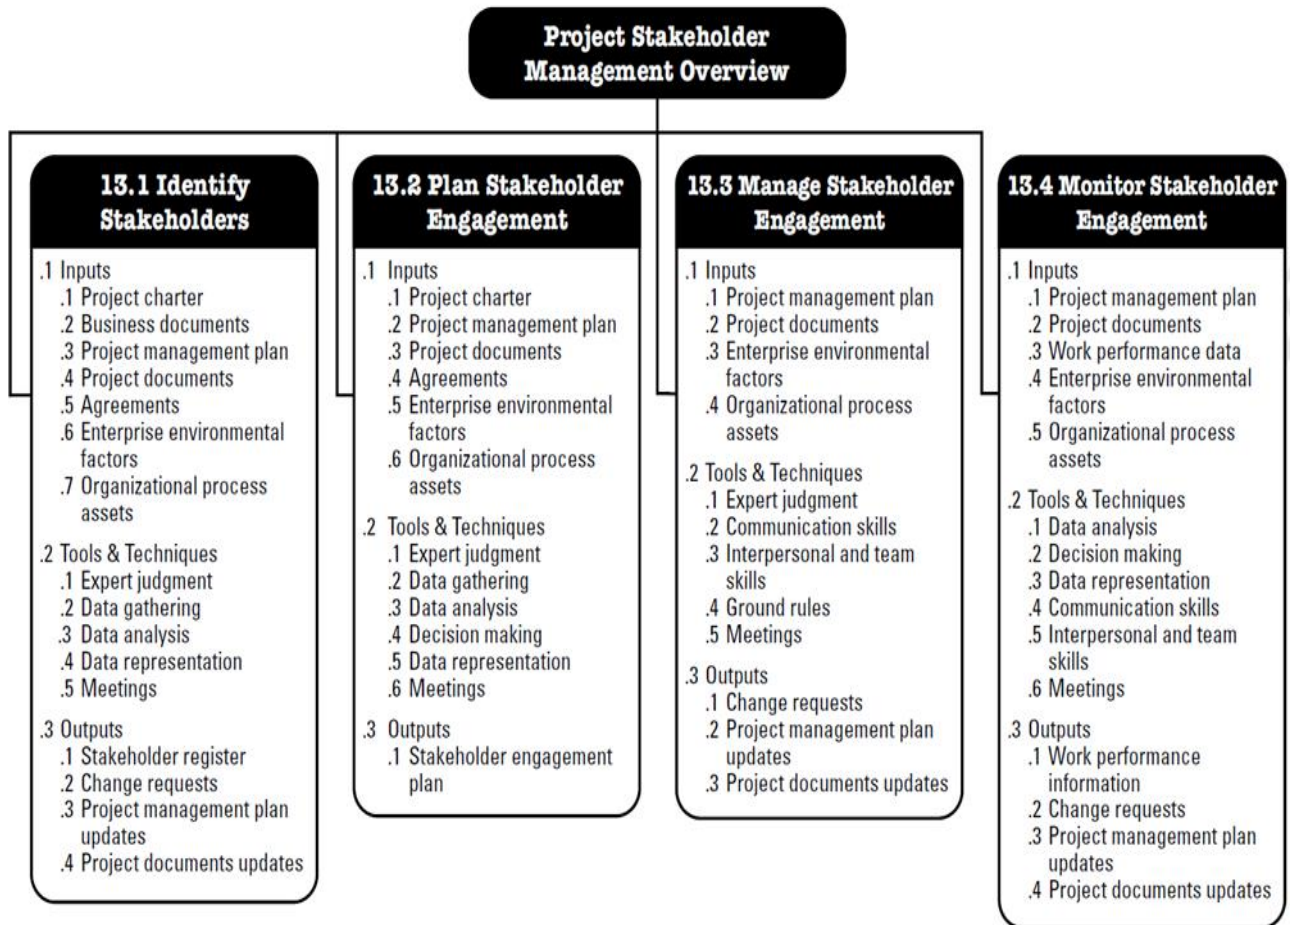 Project Stakeholder
Management Overview
13.1 Identify
Stakeholders
.1 Inputs
.1 Project charter
.2 Business documents
.3 Project management plan
.4 Project documents
.5 Agreements
.6 Enterprise environmental
factors
.7 Organizational process
assets
.2 Tools & Techniques
.1 Expert judgment
.2 Data gathering
.3 Data analysis
.4 Data representation
.5 Meetings
.3 Outputs
.1 Stakeholder register
.2 Change requests
.3 Project management plan
updates
.4 Project documents updates
13.2 Plan Stakeholder
Engagement
.1 Inputs
.1 Project charter
.2 Project management plan
.3 Project documents
.4 Agreements
.5 Enterprise environmental
factors
.6 Organizational process
assets
.2 Tools & Techniques
.1 Expert judgment
.2 Data gathering
.3 Data analysis
.4 Decision making
.5 Data representation
.6 Meetings
.3 Outputs
.1 Stakeholder engagement
plan
13.3 Manage Stakeholder
Engagement
.1 Inputs
.1 Project management plan
.2 Project documents
.3 Enterprise environmental
factors
.4 Organizational process
assets
.2 Tools & Techniques
.1 Expert judgment
.2 Communication skills
.3 Interpersonal and team
skills
.4 Ground rules
.5 Meetings
.3 Outputs
.1 Change requests
.2 Project management plan
updates
.3 Project documents updates
13.4 Monitor Stakeholder
Engagement
.1 Inputs
.1 Project management plan
.2 Project documents
.3 Work performance data
.4 Enterprise environmental
factors
.5 Organizational process
assets
.2 Tools & Techniques
.1 Data analysis
.2 Decision making
.3 Data representation
.4 Communication skills
.5 Interpersonal and team
skills
.6 Meetings
.3 Outputs
.1 Work performance
information
.2 Change requests
.3 Project management plan
updates
.4 Project documents updates